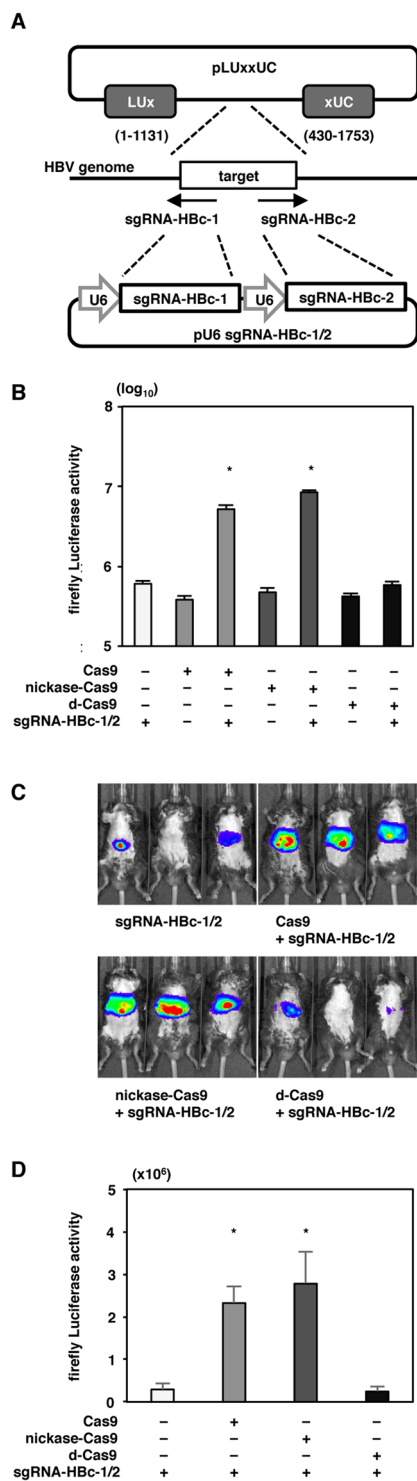 A
pLUxxUC
LUx
xUC
(1-1131)
(430-1753)
HBV genome
target
sgRNA-HBc-1
sgRNA-HBc-2
U6
sgRNA-HBc-1
U6
sgRNA-HBc-2
pU6 sgRNA-HBc-1/2
B
(log10)
firefly Luciferase activity
8
7
6
5
* *
Cas9 – + + – – – –
nickase-Cas9 – – – + + – –
d-Cas9 – – – – – + +
sgRNA-HBc-1/2 + – + – + – +
C
sgRNA-HBc-1/2
Cas9
+ sgRNA-HBc-1/2
nickase-Cas9
+ sgRNA-HBc-1/2
d-Cas9
+ sgRNA-HBc-1/2
D
(x10⁶)
firefly Luciferase activity
5
4
3
2
1
0
* *
Cas9 – + – –
nickase-Cas9 – – + –
d-Cas9 – – – +
sgRNA-HBc-1/2 + + + +